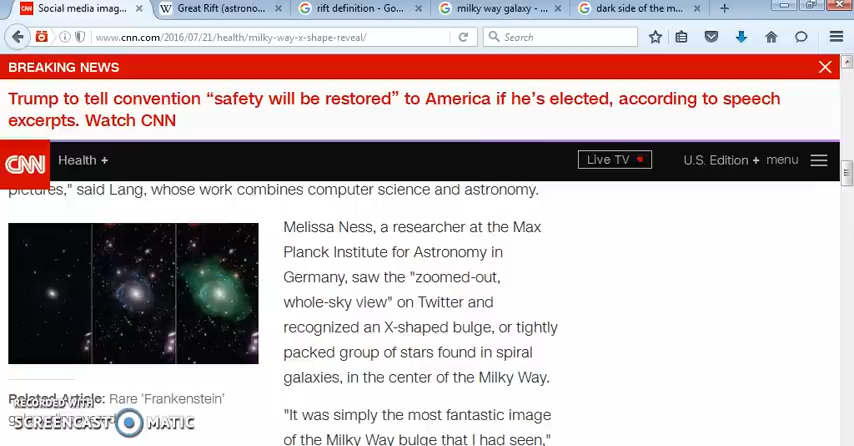 Social media imag...
Great Rift (astrono...
rift definition - Go...
milky way galaxy - ...
dark side of the m...
www.cnn.com/2016/07/21/health/milky-way-x-shape-reveal/
Search
BREAKING NEWS
Trump to tell convention “safety will be restored” to America if he’s elected, according to speech
excerpts. Watch CNN
CNN
Health +
Live TV
U.S. Edition +
menu
pictures," said Lang, whose work combines computer science and astronomy.
Melissa Ness, a researcher at the Max
Planck Institute for Astronomy in
Germany, saw the "zoomed-out,
whole-sky view" on Twitter and
recognized an X-shaped bulge, or tightly
packed group of stars found in spiral
galaxies, in the center of the Milky Way.
Related Article: Rare 'Frankenstein'
RECORDED WITH
SCREENCAST MATIC
"It was simply the most fantastic image
of the Milky Way bulge that I had seen,"